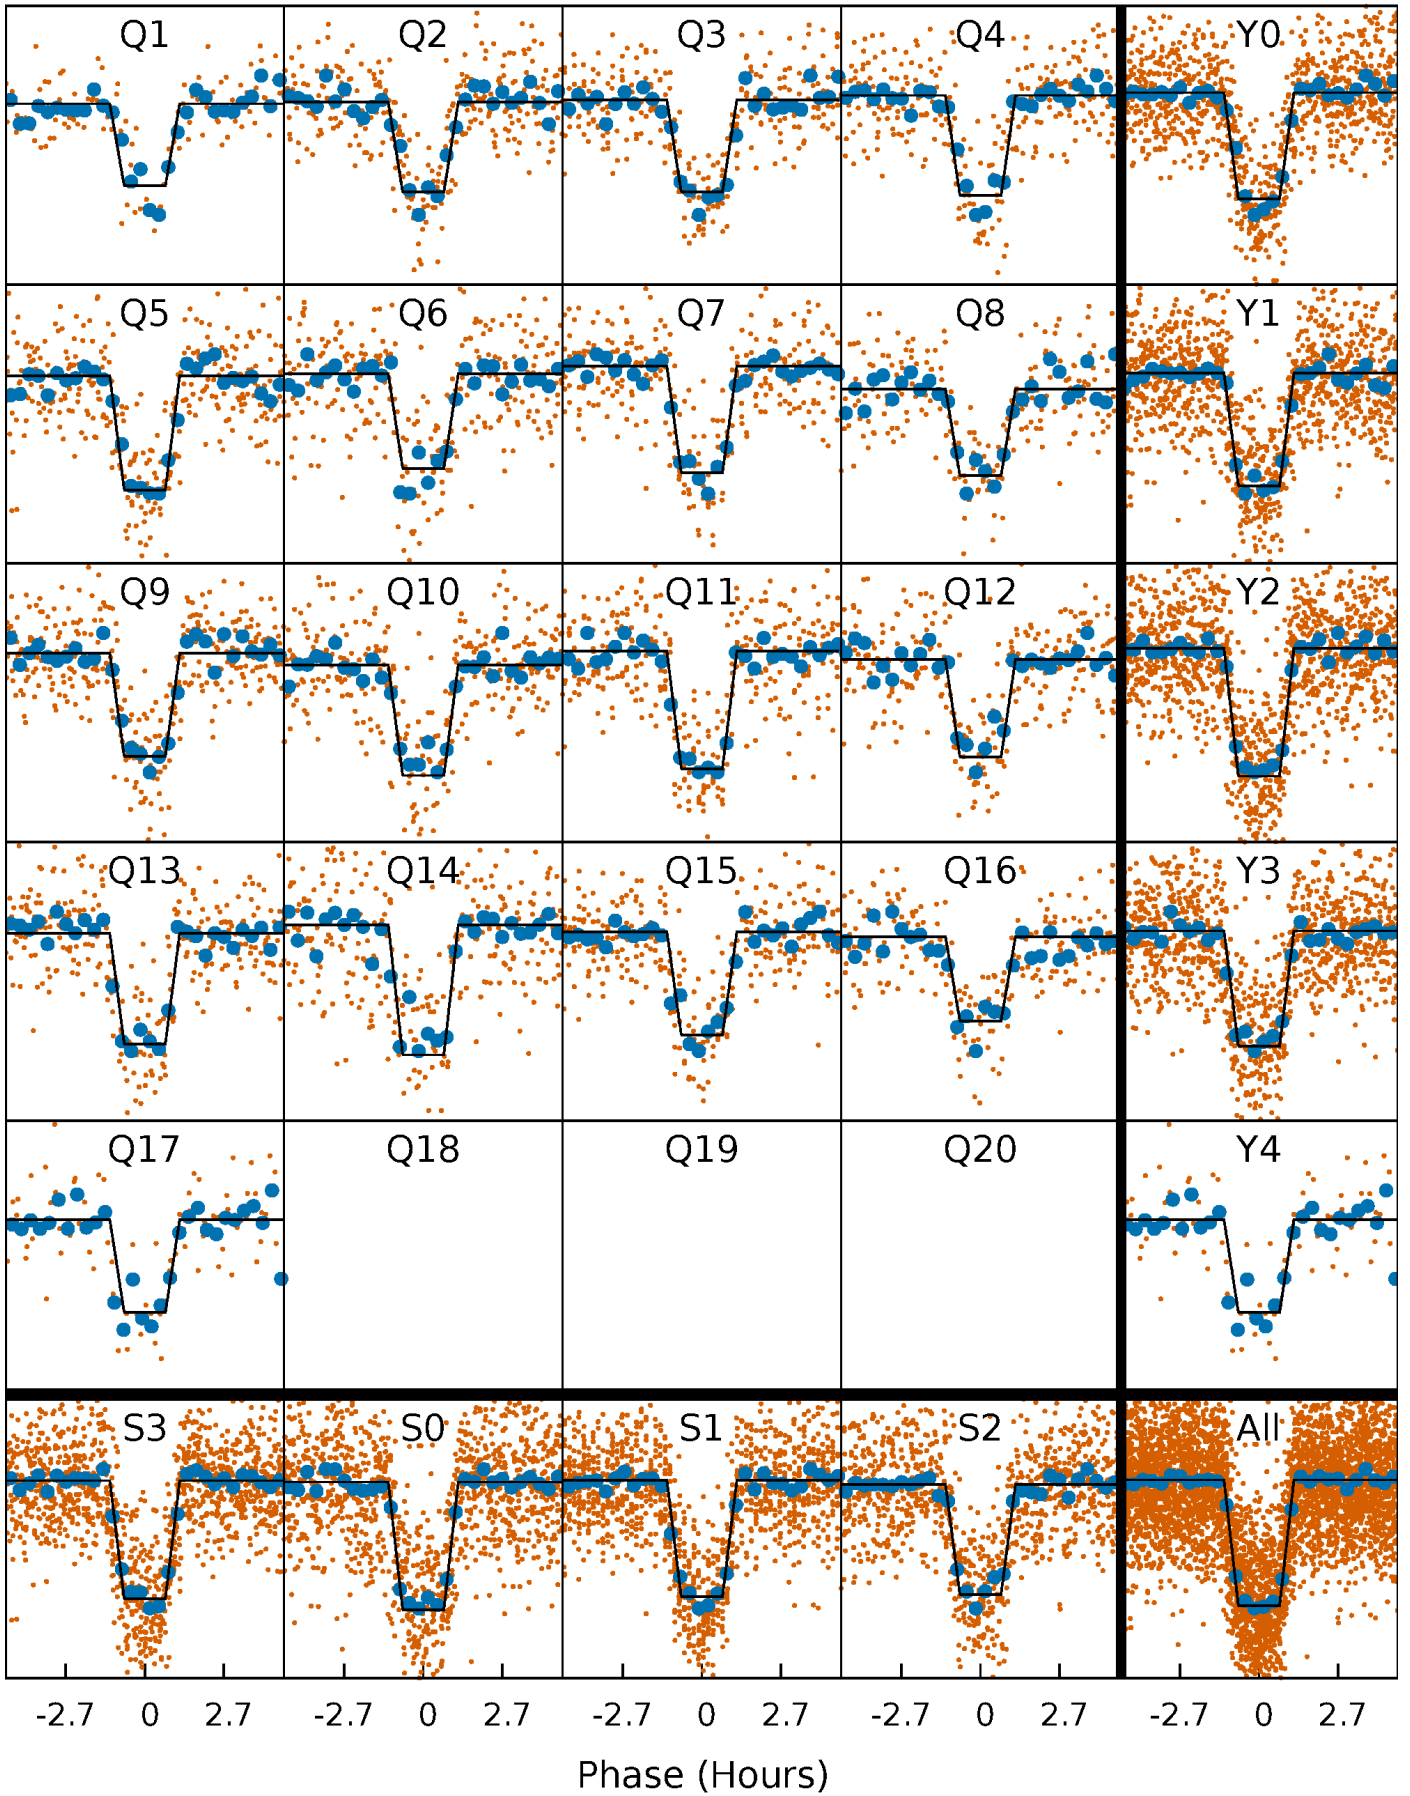 Q1 Q2 Q3 Q4 Y0
Q5 Q6 Q7 Q8 Y1
Q9 Q10 Q11 Q12 Y2
Q13 Q14 Q15 Q16 Y3
Q17 Q18 Q19 Q20 Y4
S3 S0 S1 S2 All
-2.7 0 2.7 -2.7 0 2.7 -2.7 0 2.7 -2.7 0 2.7 -2.7 0 2.7
Phase (Hours)